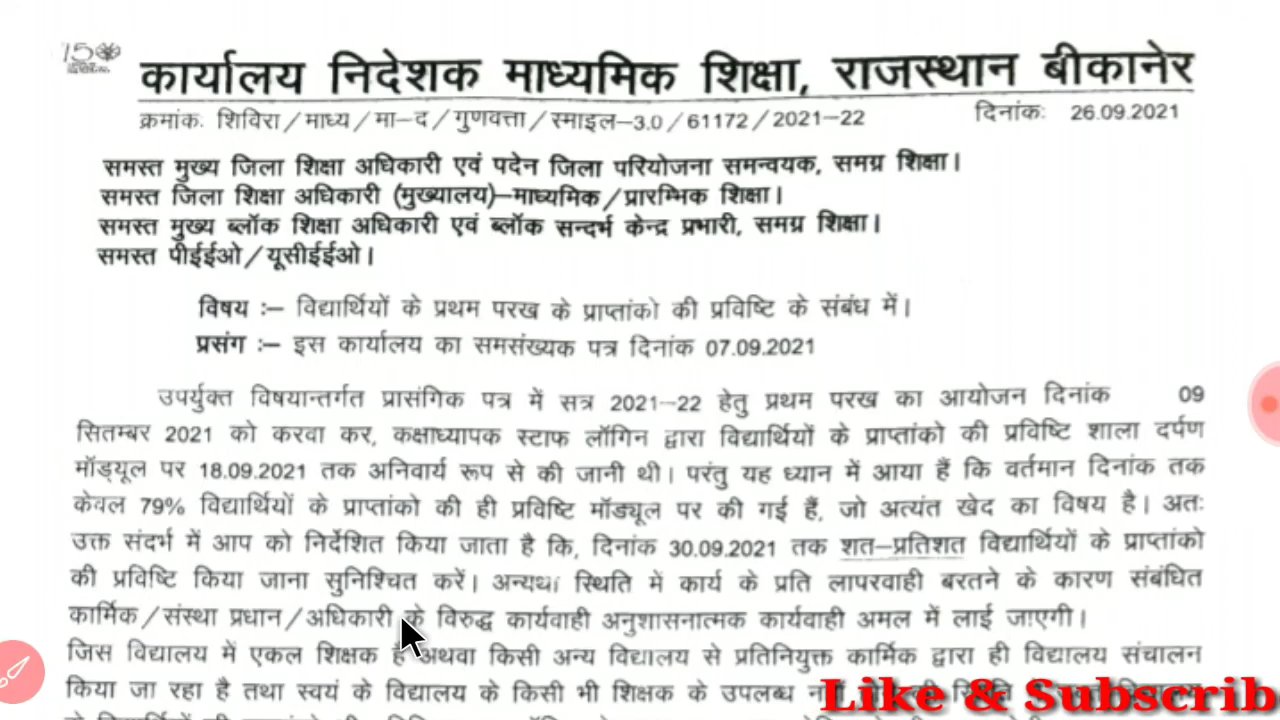 150
कार्यालय निदेशक माध्यमिक शिक्षा, राजस्थान बीकानेर
क्रमांक: शिविरा/माध्य/मा-द/गुणवत्ता/स्माइल-3.0/61172/2021-22 दिनांक: 26.09.2021
समस्त मुख्य जिला शिक्षा अधिकारी एवं पदेन जिला परियोजना समन्वयक, समग्र शिक्षा।
समस्त जिला शिक्षा अधिकारी (मुख्यालय)-माध्यमिक/प्रारम्भिक शिक्षा।
समस्त मुख्य ब्लॉक शिक्षा अधिकारी एवं ब्लॉक सन्दर्भ केन्द्र प्रभारी, समग्र शिक्षा।
समस्त पीईईओ/यूसीईईओ।
विषय :- विद्यार्थियों के प्रथम परख के प्राप्तांको की प्रविष्टि के संबंध में।
प्रसंग :- इस कार्यालय का समसंख्यक पत्र दिनांक 07.09.2021
उपर्युक्त विषयान्तर्गत प्रासंगिक पत्र में सत्र 2021-22 हेतु प्रथम परख का आयोजन दिनांक 09
सितम्बर 2021 को करवा कर, कक्षाध्यापक स्टाफ लॉगिन द्वारा विद्यार्थियों के प्राप्तांको की प्रविष्टि शाला दर्पण
मॉड्यूल पर 18.09.2021 तक अनिवार्य रूप से की जानी थी। परंतु यह ध्यान में आया हैं कि वर्तमान दिनांक तक
केवल 79% विद्यार्थियों के प्राप्तांको की ही प्रविष्टि मॉड्यूल पर की गई हैं, जो अत्यंत खेद का विषय है। अतः
उक्त संदर्भ में आप को निर्देशित किया जाता है कि, दिनांक 30.09.2021 तक शत-प्रतिशत विद्यार्थियों के प्राप्तांको
की प्रविष्टि किया जाना सुनिश्चित करें। अन्यथा स्थिति में कार्य के प्रति लापरवाही बरतने के कारण संबंधित
कार्मिक/संस्था प्रधान/अधिकारी के विरुद्ध कार्यवाही अनुशासनात्मक कार्यवाही अमल में लाई जाएगी।
जिस विद्यालय में एकल शिक्षक है अथवा किसी अन्य विद्यालय से प्रतिनियुक्त कार्मिक द्वारा ही विद्यालय संचालन
किया जा रहा है तथा स्वयं के विद्यालय के किसी भी शिक्षक के उपलब्ध
Like & Subscrib